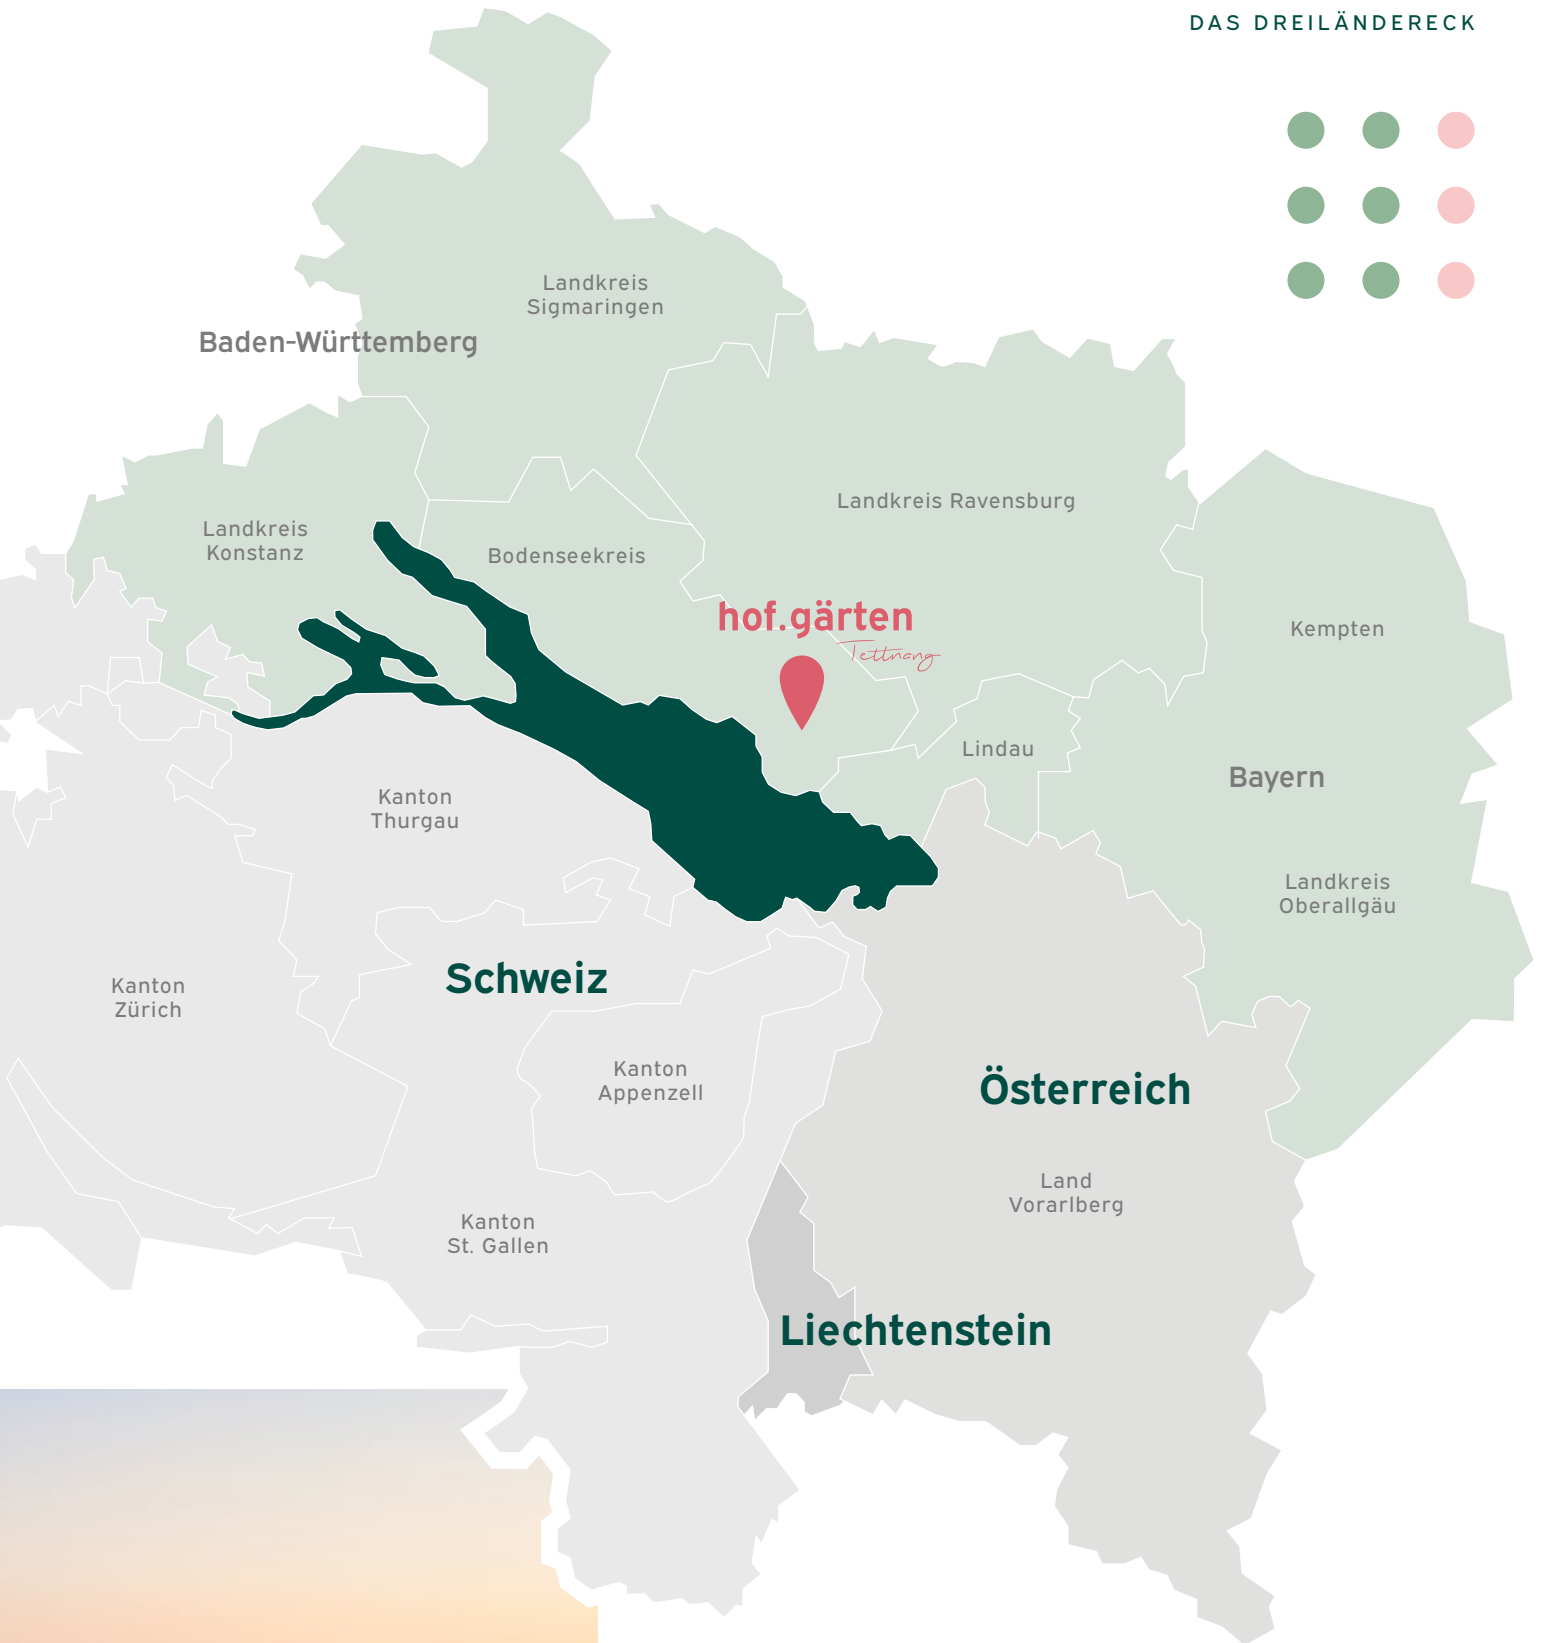 DAS DREILÄNDERECK
Landkreis
Sigmaringen
Baden-Württemberg
Landkreis Ravensburg
Landkreis
Konstanz
Bodenseekreis
hof.gärten
Tettnang
Kempten
Lindau
Bayern
Kanton
Thurgau
Landkreis
Oberallgäu
Schweiz
Kanton
Zürich
Kanton
Appenzell
Österreich
Land
Vorarlberg
Kanton
St. Gallen
Liechtenstein